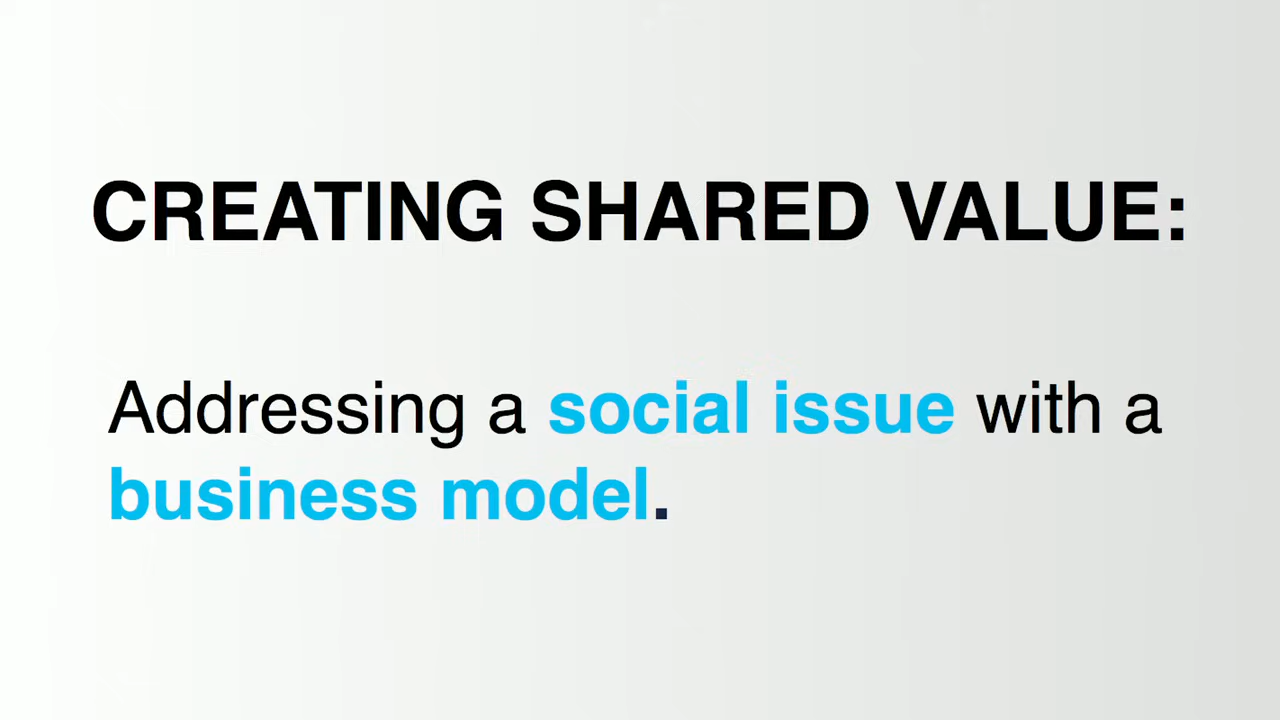 CREATING SHARED VALUE:
Addressing a social issue with a
business model.